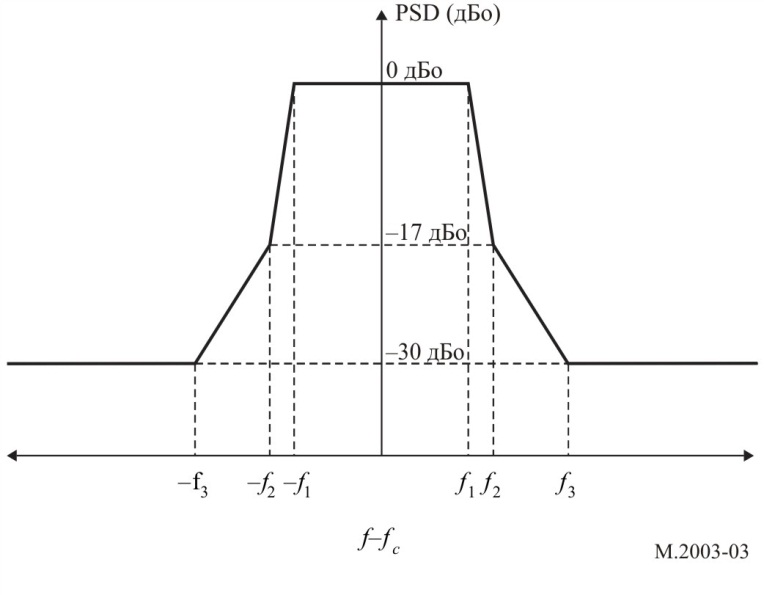 PSD (дБо)
0 дБо
–17 дБо
–30 дБо
–f3 –f2 –f1 f1 f2 f3
f–fc
M.2003-03